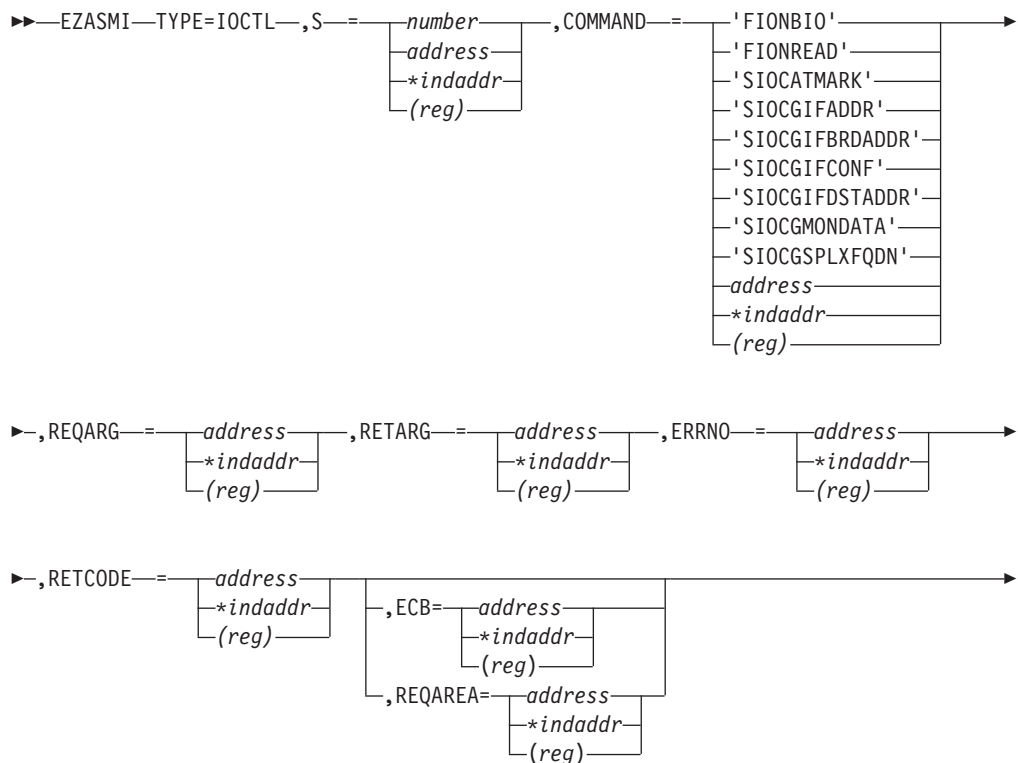 EZASMI TYPE=IOCTL ,S = number ,COMMAND = 'FIONBIO'
address 'FIONREAD'
*indaddr 'SIOCATMARK'
(reg) 'SIOCGIFADDR'
'SIOCGIFBRDADDR'
'SIOCGIFCONF'
'SIOCGIFDSTADDR'
'SIOCGMONDATA'
'SIOCGSPLXFQDN'
address
*indaddr
(reg)
,REQARG = address ,RETARG = address ,ERRNO = address
*indaddr *indaddr *indaddr
(reg) (reg) (reg)
,RETCODE = address
*indaddr ,ECB= address
(reg) *indaddr
(reg)
,REQAREA= address
*indaddr
(reg)